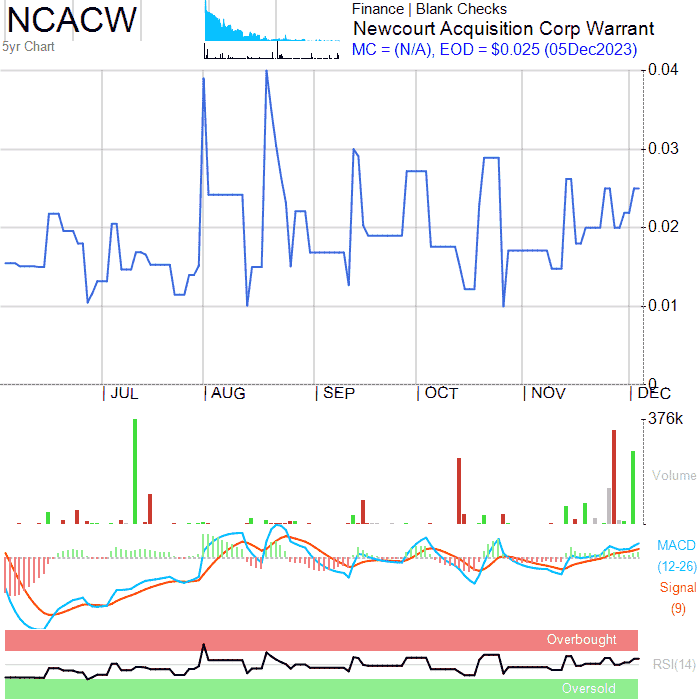 NCACW
5yr Chart
Finance | Blank Checks
Newcourt Acquisition Corp Warrant
MC = (N/A), EOD = $0.025 (05Dec2023)
0.04
0.03
0.02
0.01
0
JUL AUG SEP OCT NOV DEC
376k
Volume
MACD
(12-26)
Signal
(9)
Overbought
RSI(14)
Oversold